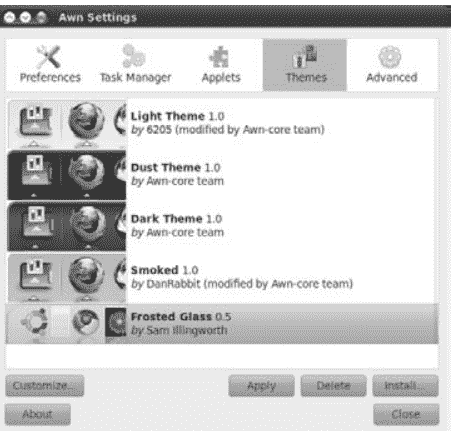 Awn Settings
Preferences Task Manager Applets Themes Advanced
Light Theme 1.0
by 6205 (modified by Awn-core team)
Dust Theme 1.0
by Awn-core team
Dark Theme 1.0
by Awn-core team
Smoked 1.0
by DanRabbit (modified by Awn-core team)
Frosted Glass 0.5
by Sam Illingworth
Customize... Apply Delete Install...
About Close